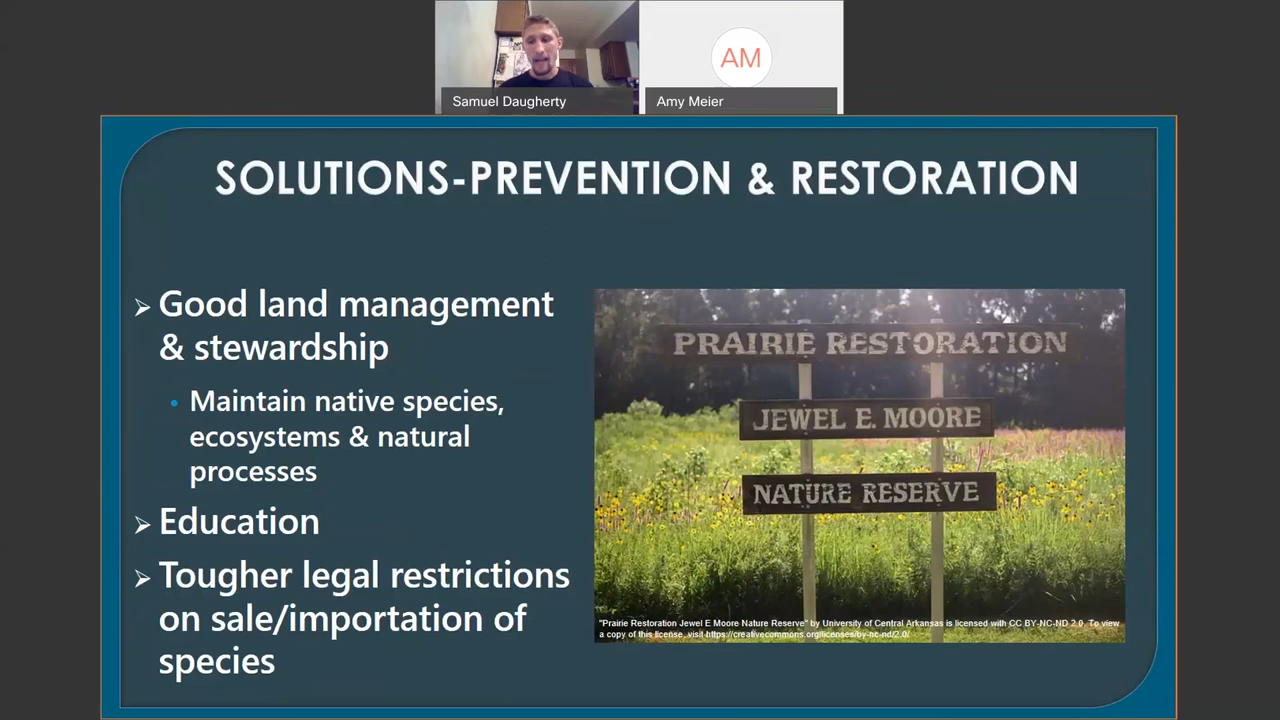 AM
Samuel Daugherty
Amy Meier
SOLUTIONS-PREVENTION & RESTORATION
Good land management
& stewardship
Maintain native species,
ecosystems & natural
processes
Education
Tougher legal restrictions
on sale/importation of
species
PRAIRIE RESTORATION
JEWEL E. MOORE
NATURE RESERVE
"Prairie Restoration Jewel E Moore Nature Reserve" by University of Central Arkansas is licensed with CC BY-NC-ND 2.0. To view
a copy of this license, visit https://creativecommons.org/licenses/by-nc-nd/2.0/